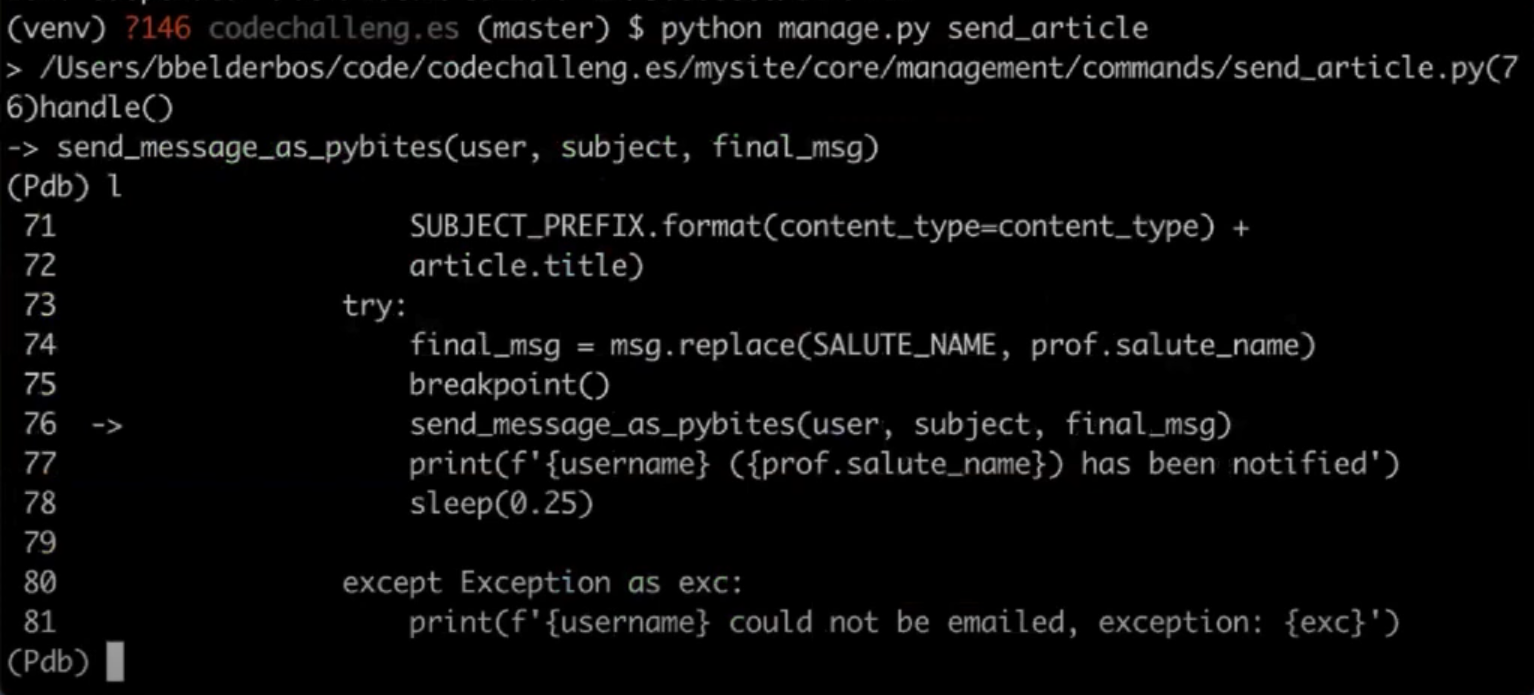 (venv) ?146 codechalleng.es (master) $ python manage.py send_article
> /Users/bbelderbos/code/codechalleng.es/mysite/core/management/commands/send_article.py(7
6)handle()
-> send_message_as_pybites(user, subject, final_msg)
(Pdb) l
71 SUBJECT_PREFIX.format(content_type=content_type) +
72 article.title)
73 try:
74 final_msg = msg.replace(SALUTE_NAME, prof.salute_name)
75 breakpoint()
76 -> send_message_as_pybites(user, subject, final_msg)
77 print(f'{username} ({prof.salute_name}) has been notified')
78 sleep(0.25)
79
80 except Exception as exc:
81 print(f'{username} could not be emailed, exception: {exc}')
(Pdb)